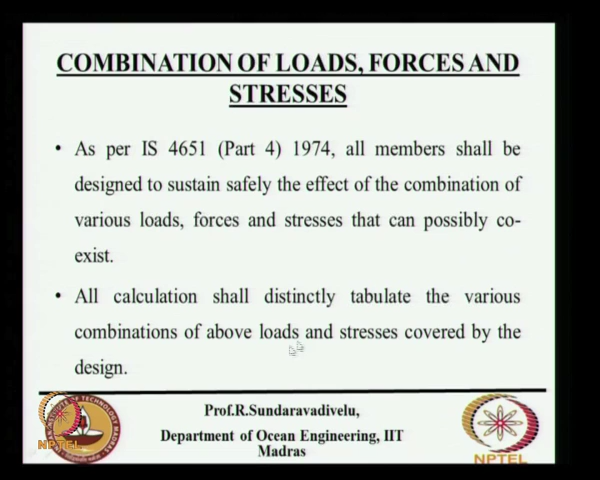 COMBINATION OF LOADS, FORCES AND
STRESSES
• As per IS 4651 (Part 4) 1974, all members shall be
designed to sustain safely the effect of the combination of
various loads, forces and stresses that can possibly co-
exist.
• All calculation shall distinctly tabulate the various
combinations of above loads and stresses covered by the
design.
Prof.R.Sundaravadivelu,
Department of Ocean Engineering, IIT
Madras
NPTEL
NPTEL